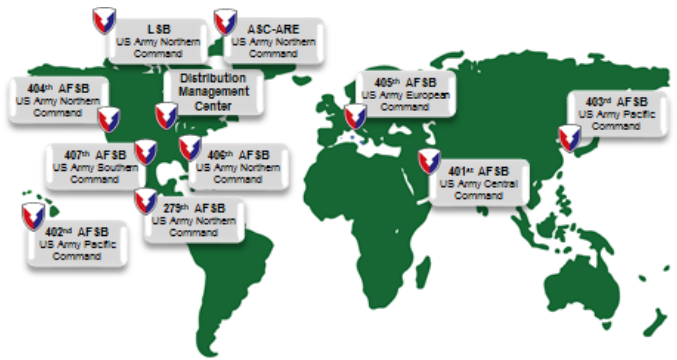 LSB
US Army Northern
Command
ASC-ARE
US Army Northern
Command
404th AFSB
US Army Northern
Command
Distribution
Management
Center
405th AFSB
US Army European
Command
403rd AFSB
US Army Pacific
Command
407th AFSB
US Army Southern
Command
406th AFSB
US Army Northern
Command
401st AFSB
US Army Central
Command
279th AFSB
US Army Northern
Command
402nd AFSB
US Army Pacific
Command